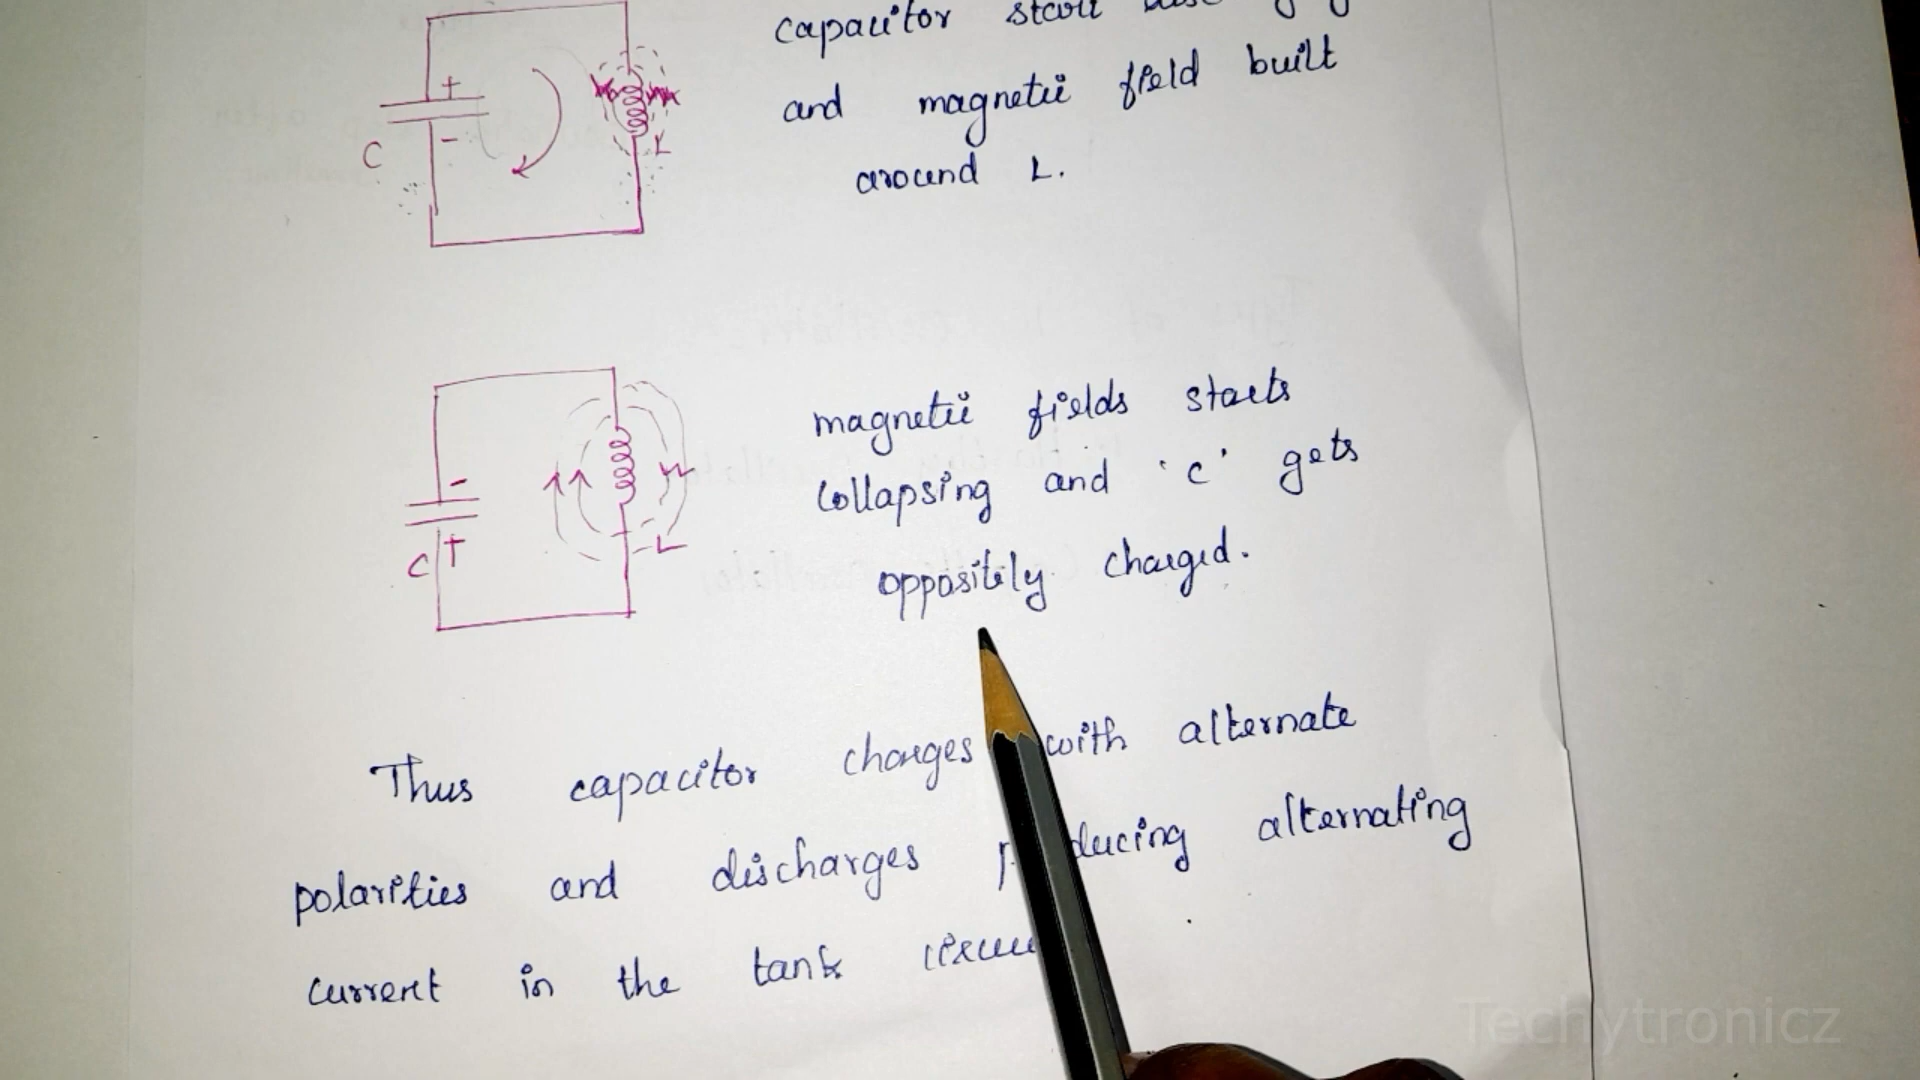 capacitor start
+
-
C
L
and magnetic field built
around L.
magnetic fields starts
collapsing and 'c' gets
oppositely charged.
-
+
C
L
Thus capacitor charges with alternate
polarities and discharges alternating
current in the tank
Techytronicz